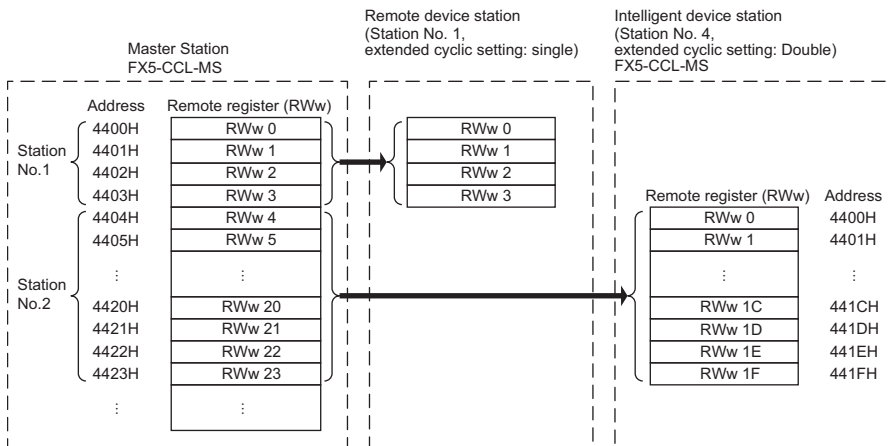 Remote device station
(Station No. 1,
extended cyclic setting: single)
Intelligent device station
(Station No. 4,
extended cyclic setting: Double)
FX5-CCL-MS
Master Station
FX5-CCL-MS
Address Remote register (RWw)
Station
No.1
4400H RWw 0
4401H RWw 1
4402H RWw 2
4403H RWw 3
Station
No.2
4404H RWw 4
4405H RWw 5
⋮ ⋮
4420H RWw 20
4421H RWw 21
4422H RWw 22
4423H RWw 23
⋮ ⋮
RWw 0
RWw 1
RWw 2
RWw 3
Remote register (RWw) Address
RWw 0 4400H
RWw 1 4401H
⋮ ⋮
RWw 1C 441CH
RWw 1D 441DH
RWw 1E 441EH
RWw 1F 441FH